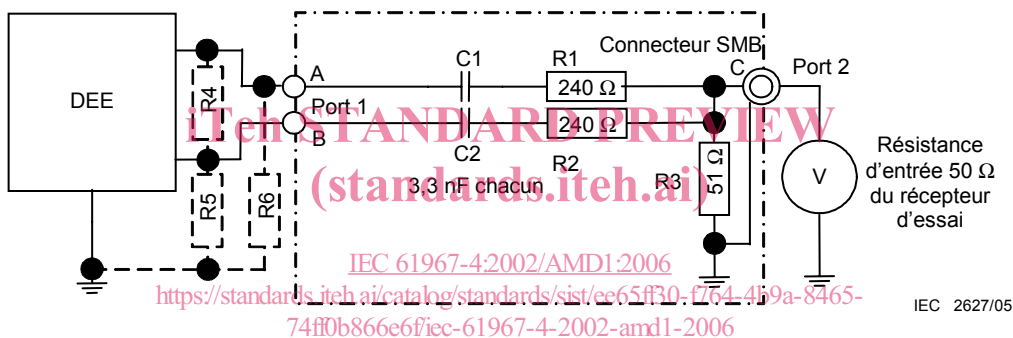 Connecteur SMB
C1
R1
C
Port 2
A
240 Ω
DEE
R4
Port 1
iTeh STANDARD PREVIEW
B
240 Ω
C2
R2
Résistance
d'entrée 50 Ω
du récepteur
d'essai
3,3 nF chacun
R3
51 Ω
V
(standards.iteh.ai)
R5
R6
IEC 61967-4:2002/AMD1:2006
https://standards.iteh.ai/catalog/standards/sist/ee65ff30-f764-4b9a-8465-
74ff0b866e6f/iec-61967-4-2002-amd1-2006
IEC 2627/05